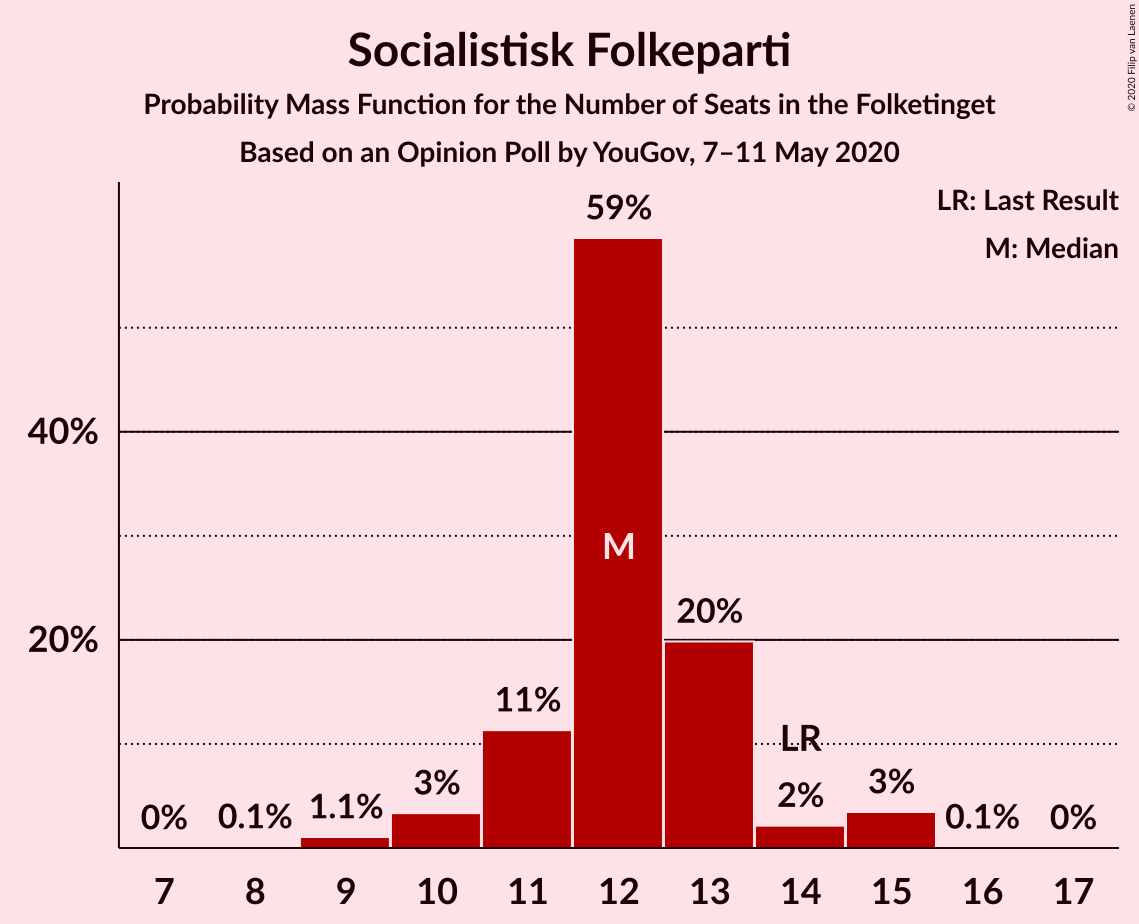 Socialistisk Folkeparti
Probability Mass Function for the Number of Seats in the Folketinget
Based on an Opinion Poll by YouGov, 7–11 May 2020
© 2020 Filip van Laenen
LR: Last Result
M: Median
59%
40%
M
20%
20%
11%
LR
3%
2%
3%
0%
0.1%
1.1%
0.1%
0%
7 8 9 10 11 12 13 14 15 16 17